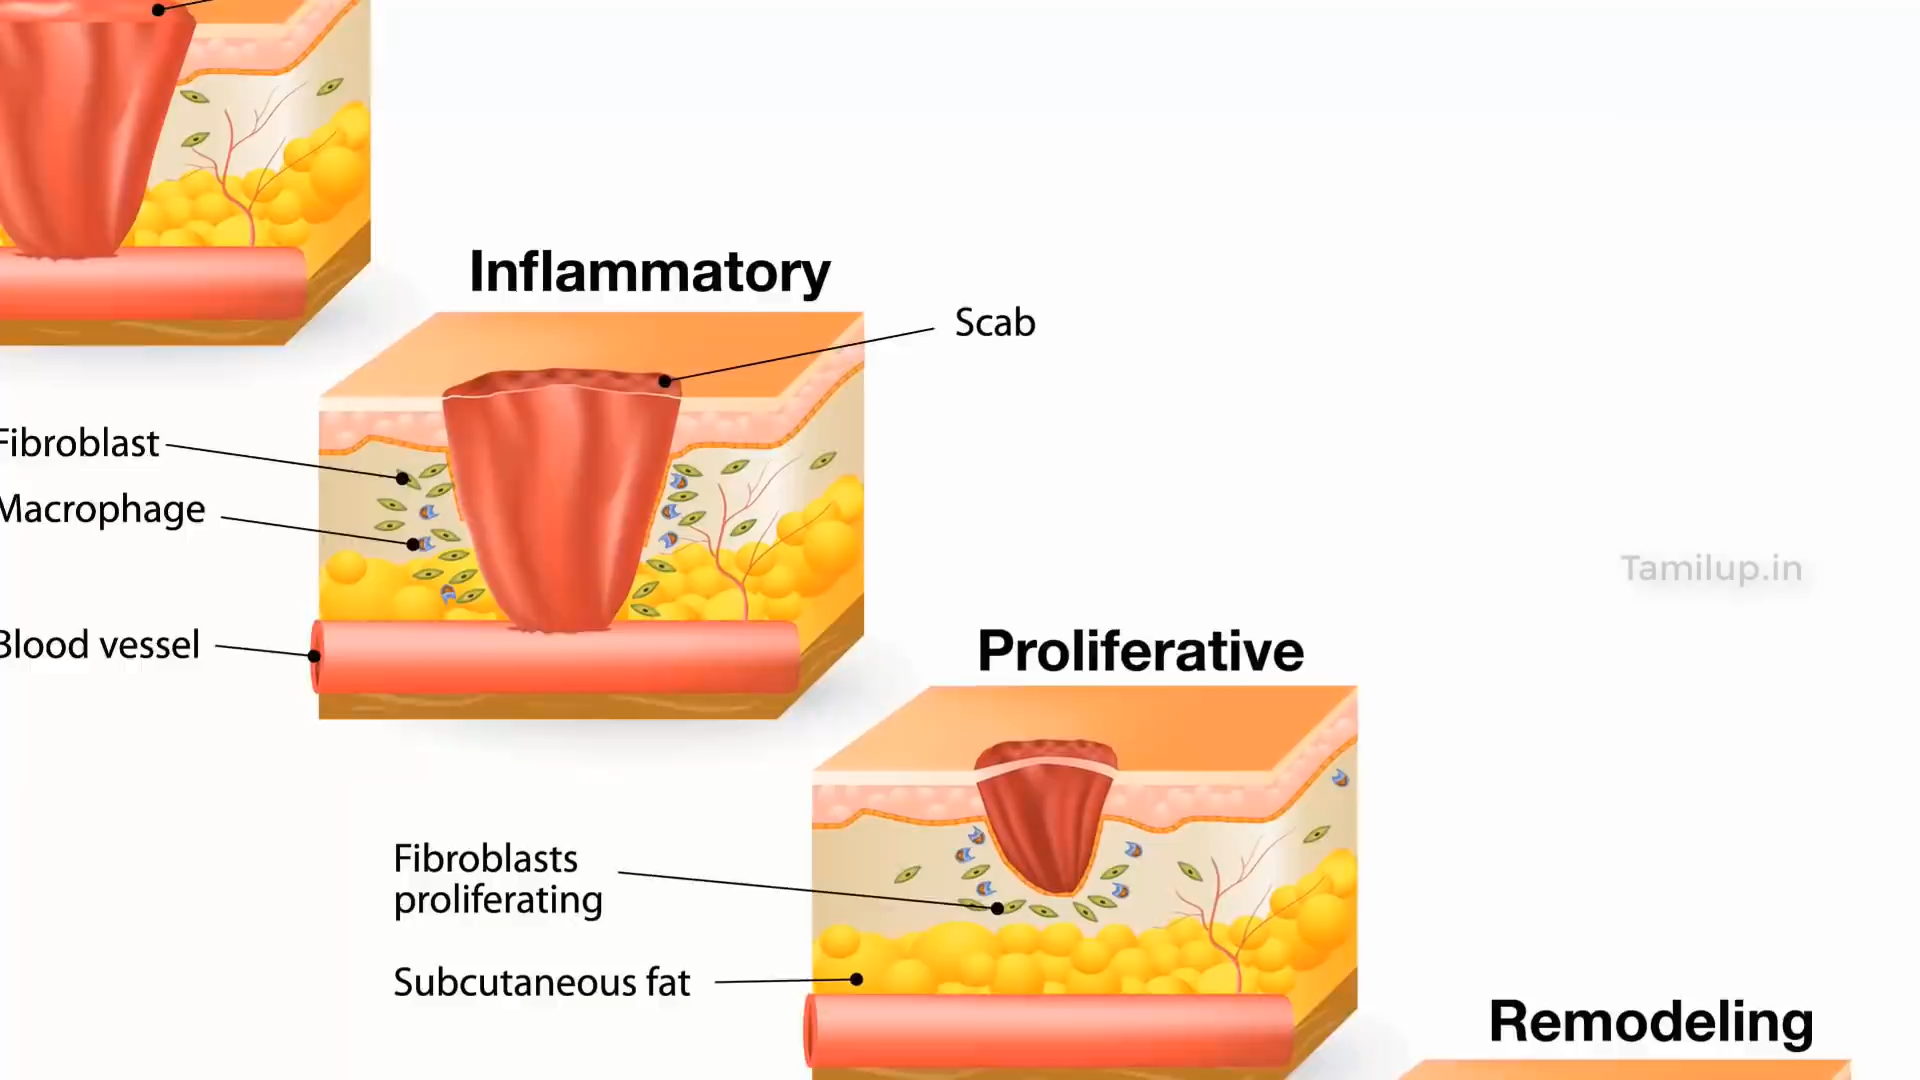 Inflammatory
Scab
Fibroblast
Macrophage
Blood vessel
Tamilup.in
Proliferative
Fibroblasts
proliferating
Subcutaneous fat
Remodeling